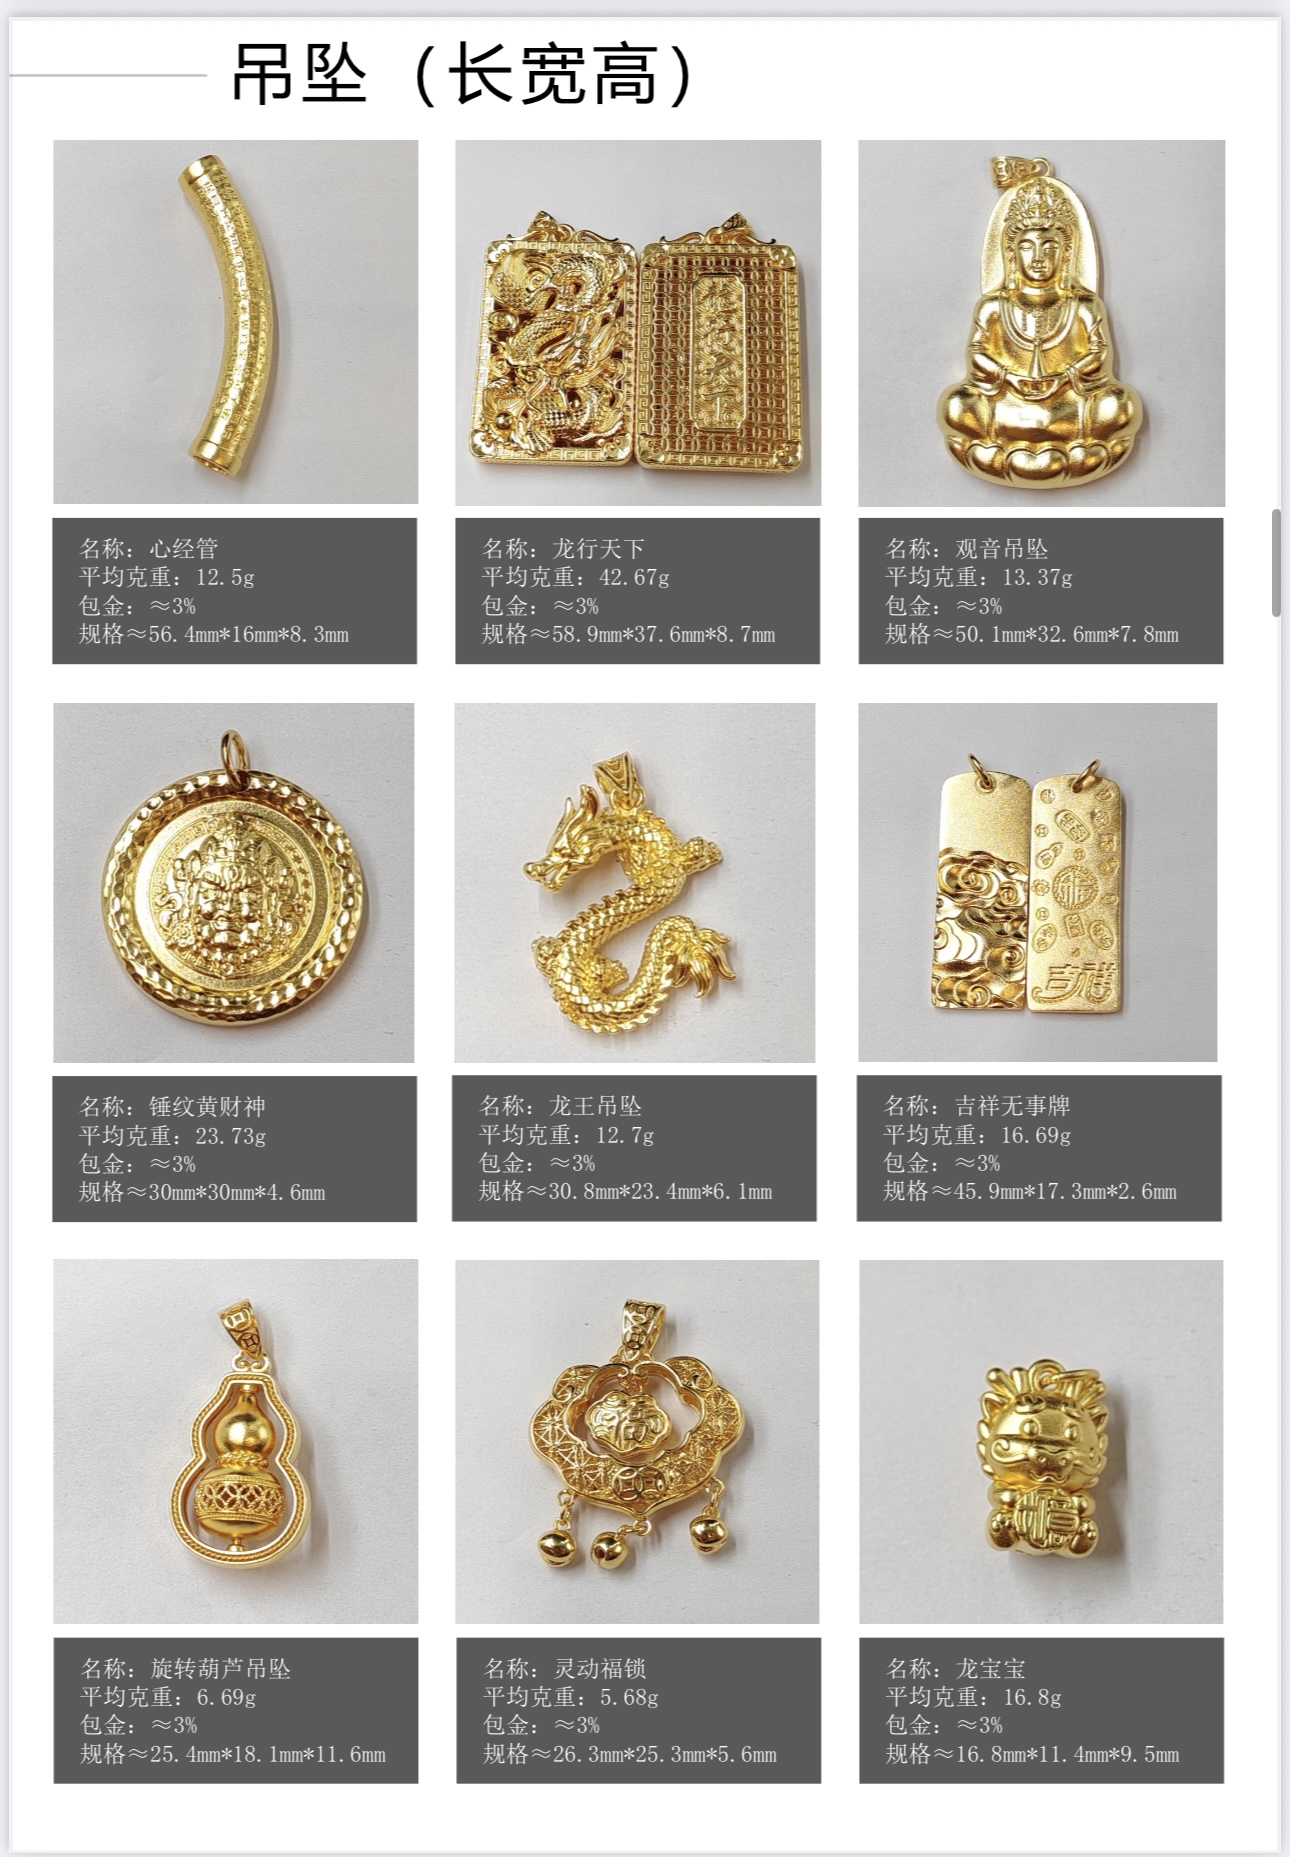 吊坠（长宽高）
龙行天下
名称：心经管
平均克重：12.5g
包金：≈3%
规格≈56.4mm*16mm*8.3mm
名称：龙行天下
平均克重：42.67g
包金：≈3%
规格≈58.9mm*37.6mm*8.7mm
名称：观音吊坠
平均克重：13.37g
包金：≈3%
规格≈50.1mm*32.6mm*7.8mm
福
吉祥
名称：锤纹黄财神
平均克重：23.73g
包金：≈3%
规格≈30mm*30mm*4.6mm
名称：龙王吊坠
平均克重：12.7g
包金：≈3%
规格≈30.8mm*23.4mm*6.1mm
名称：吉祥无事牌
平均克重：16.69g
包金：≈3%
规格≈45.9mm*17.3mm*2.6mm
福
福
名称：旋转葫芦吊坠
平均克重：6.69g
包金：≈3%
规格≈25.4mm*18.1mm*11.6mm
名称：灵动福锁
平均克重：5.68g
包金：≈3%
规格≈26.3mm*25.3mm*5.6mm
名称：龙宝宝
平均克重：16.8g
包金：≈3%
规格≈16.8mm*11.4mm*9.5mm